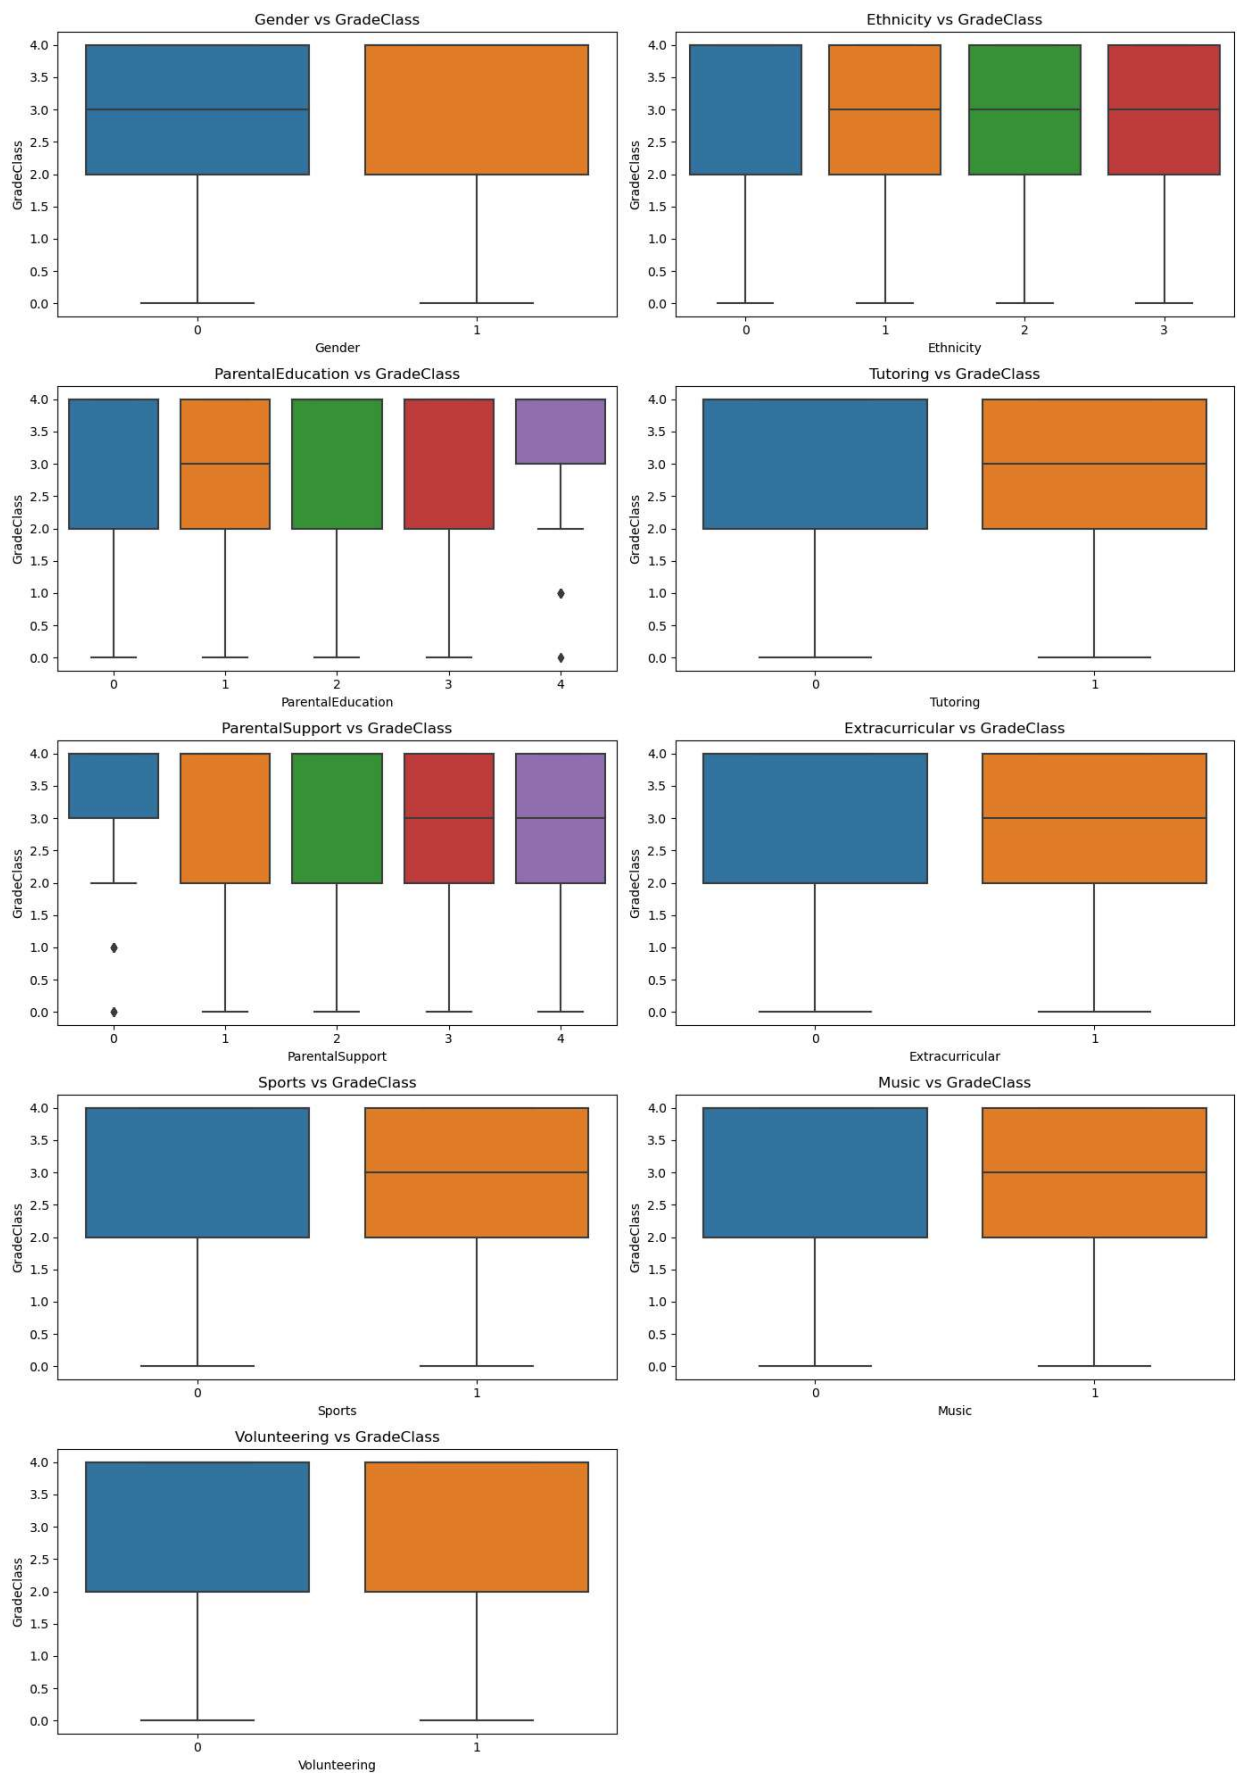 Gender vs GradeClass
GradeClass
4.0
3.5
3.0
2.5
2.0
1.5
1.0
0.5
0.0
0 1
Gender
Ethnicity vs GradeClass
GradeClass
4.0
3.5
3.0
2.5
2.0
1.5
1.0
0.5
0.0
0 1 2 3
Ethnicity
ParentalEducation vs GradeClass
GradeClass
4.0
3.5
3.0
2.5
2.0
1.5
1.0
0.5
0.0
0 1 2 3 4
ParentalEducation
Tutoring vs GradeClass
GradeClass
4.0
3.5
3.0
2.5
2.0
1.5
1.0
0.5
0.0
0 1
Tutoring
ParentalSupport vs GradeClass
GradeClass
4.0
3.5
3.0
2.5
2.0
1.5
1.0
0.5
0.0
0 1 2 3 4
ParentalSupport
Extracurricular vs GradeClass
GradeClass
4.0
3.5
3.0
2.5
2.0
1.5
1.0
0.5
0.0
0 1
Extracurricular
Sports vs GradeClass
GradeClass
4.0
3.5
3.0
2.5
2.0
1.5
1.0
0.5
0.0
0 1
Sports
Music vs GradeClass
GradeClass
4.0
3.5
3.0
2.5
2.0
1.5
1.0
0.5
0.0
0 1
Music
Volunteering vs GradeClass
GradeClass
4.0
3.5
3.0
2.5
2.0
1.5
1.0
0.5
0.0
0 1
Volunteering